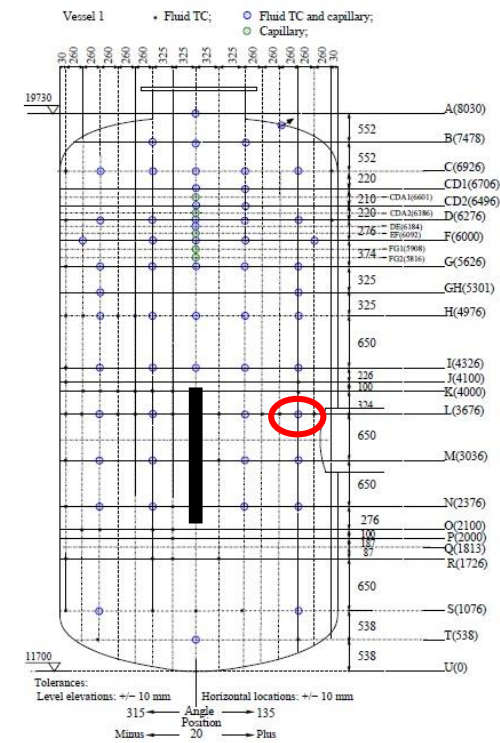 Vessel 1
Fluid TC;
Fluid TC and capillary;
Capillary;
30 260 260 260 260 325 325 325 325 260 260 260 260 30
19730
A(8030)
552
B(7478)
552
C(6926)
220
CD1(6706)
210
CDA1(6601)
CD2(6496)
220
CDA2(6386)
D(6276)
276
DE(6184)
EF(6092)
F(6000)
374
FG1(5908)
FG2(5816)
G(5626)
325
GH(5301)
325
H(4976)
650
I(4326)
226
J(4100)
100
K(4000)
324
L(3676)
650
M(3036)
650
N(2376)
276
O(2100)
100
P(2000)
187
Q(1813)
87
R(1726)
650
S(1076)
538
T(538)
538
11700
U(0)
Tolerances:
Level elevations: +/− 10 mm Horizontal locations: +/− 10 mm
315 Angle 135
Position
Minus 20 Plus